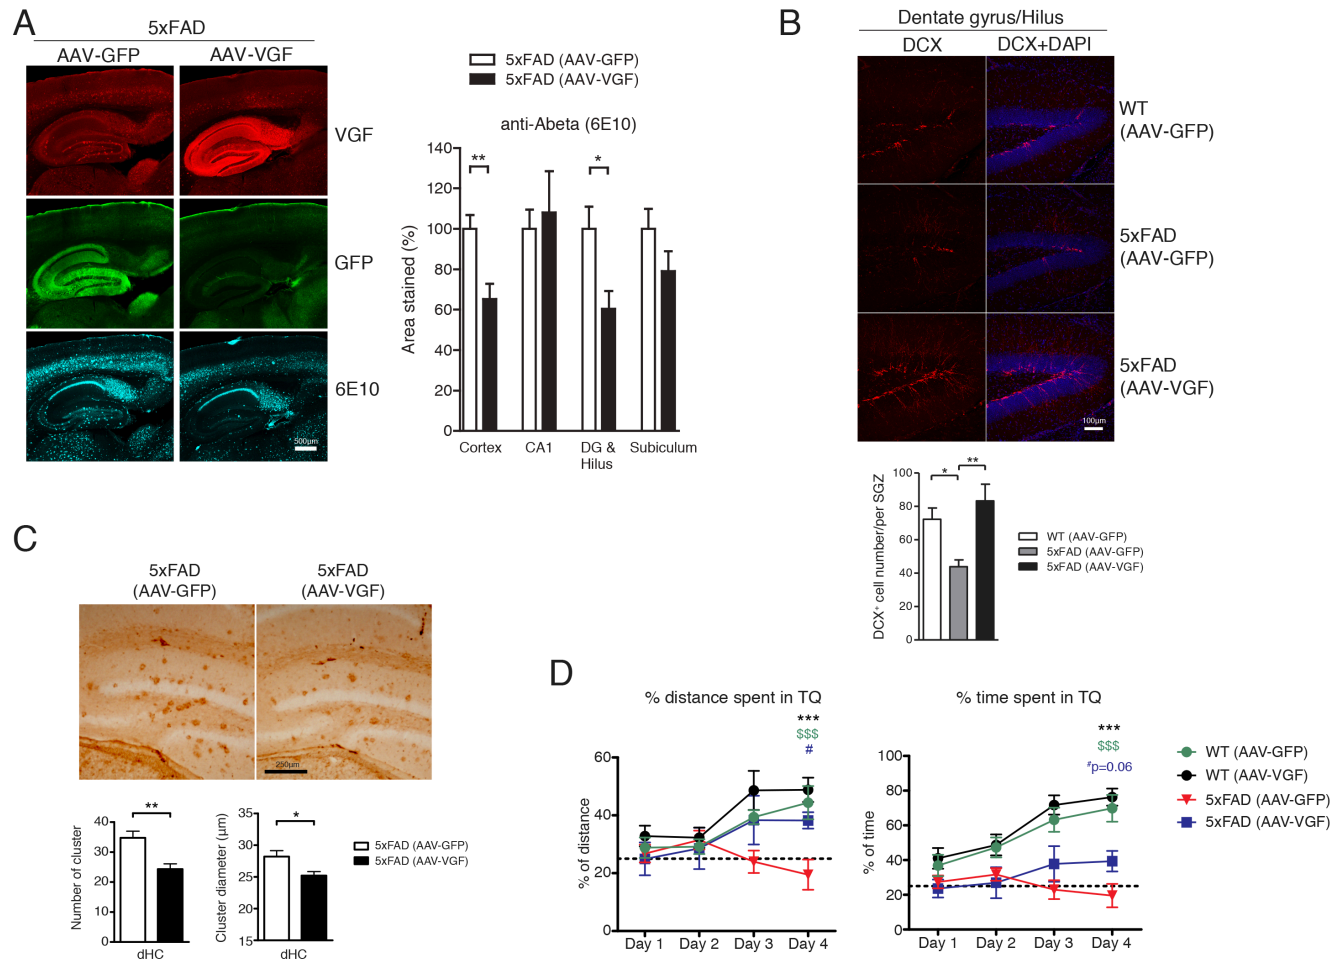 A
5xFAD
AAV-GFP
AAV-VGF
VGF
GFP
6E10
500µm
5xFAD (AAV-GFP)
5xFAD (AAV-VGF)
anti-Abeta (6E10)
Area stained (%)
140
120
100
80
60
40
20
0
**
*
Cortex
CA1
DG &
Hilus
Subiculum
B
Dentate gyrus/Hilus
DCX
DCX+DAPI
WT
(AAV-GFP)
5xFAD
(AAV-GFP)
5xFAD
(AAV-VGF)
100µm
DCX+ cell number/per SGZ
100
80
60
40
20
0
*
**
WT (AAV-GFP)
5xFAD (AAV-GFP)
5xFAD (AAV-VGF)
C
5xFAD
(AAV-GFP)
5xFAD
(AAV-VGF)
250µm
Number of cluster
40
30
20
10
0
**
dHC
Cluster diameter (µm)
35
30
25
20
15
*
dHC
5xFAD (AAV-GFP)
5xFAD (AAV-VGF)
D
% distance spent in TQ
***
$$$
#
% of distance
60
40
20
0
Day 1
Day 2
Day 3
Day 4
% time spent in TQ
***
$$$
#p=0.06
% of time
100
80
60
40
20
0
Day 1
Day 2
Day 3
Day 4
WT (AAV-GFP)
WT (AAV-VGF)
5xFAD (AAV-GFP)
5xFAD (AAV-VGF)